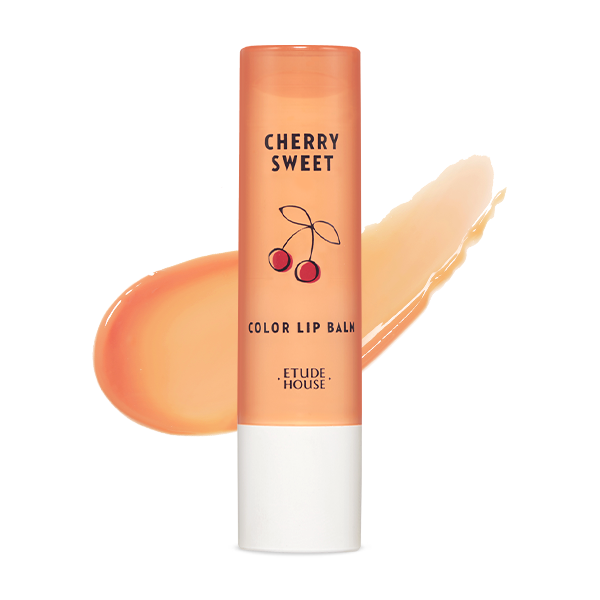 CHERRY
SWEET
COLOR LIP BALM
· ETUDE ·
HOUSE